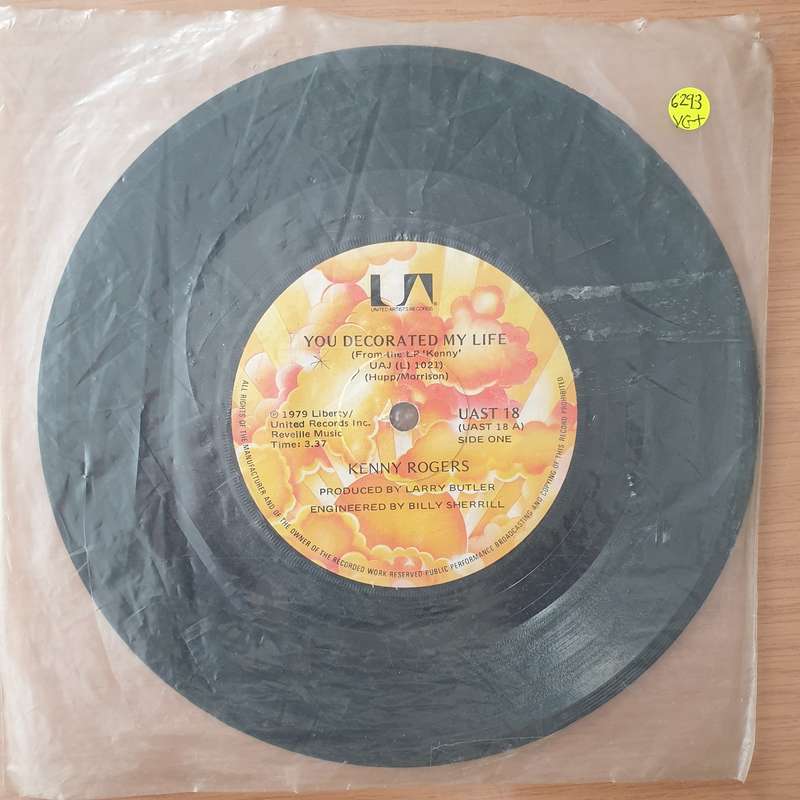 6293
VG+
UA
UNITED ARTISTS RECORDS
YOU DECORATED MY LIFE
(From the LP 'Kenny'
UAJ (L) 1021)
(Hupp/Morrison)
℗ 1979 Liberty/
United Records Inc.
Reveille Music
Time: 3.37
UAST 18
(UAST 18 A)
SIDE ONE
KENNY ROGERS
PRODUCED BY LARRY BUTLER
ENGINEERED BY BILLY SHERRILL
ALL RIGHTS OF THE MANUFACTURER AND OF THE OWNER OF THE RECORDED WORK RESERVED PUBLIC PERFORMANCE BROADCASTING AND COPYING OF THIS RECORD PROHIBITED